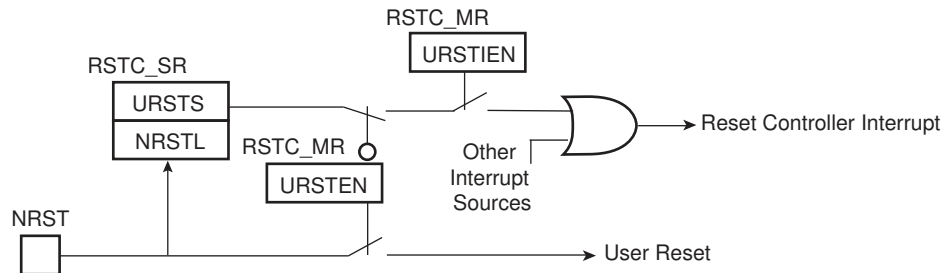 RSTC_MR
URSTIEN
RSTC_SR
URSTS
NRSTL
RSTC_MR
URSTEN
Other
Interrupt
Sources
Reset Controller Interrupt
NRST
User Reset